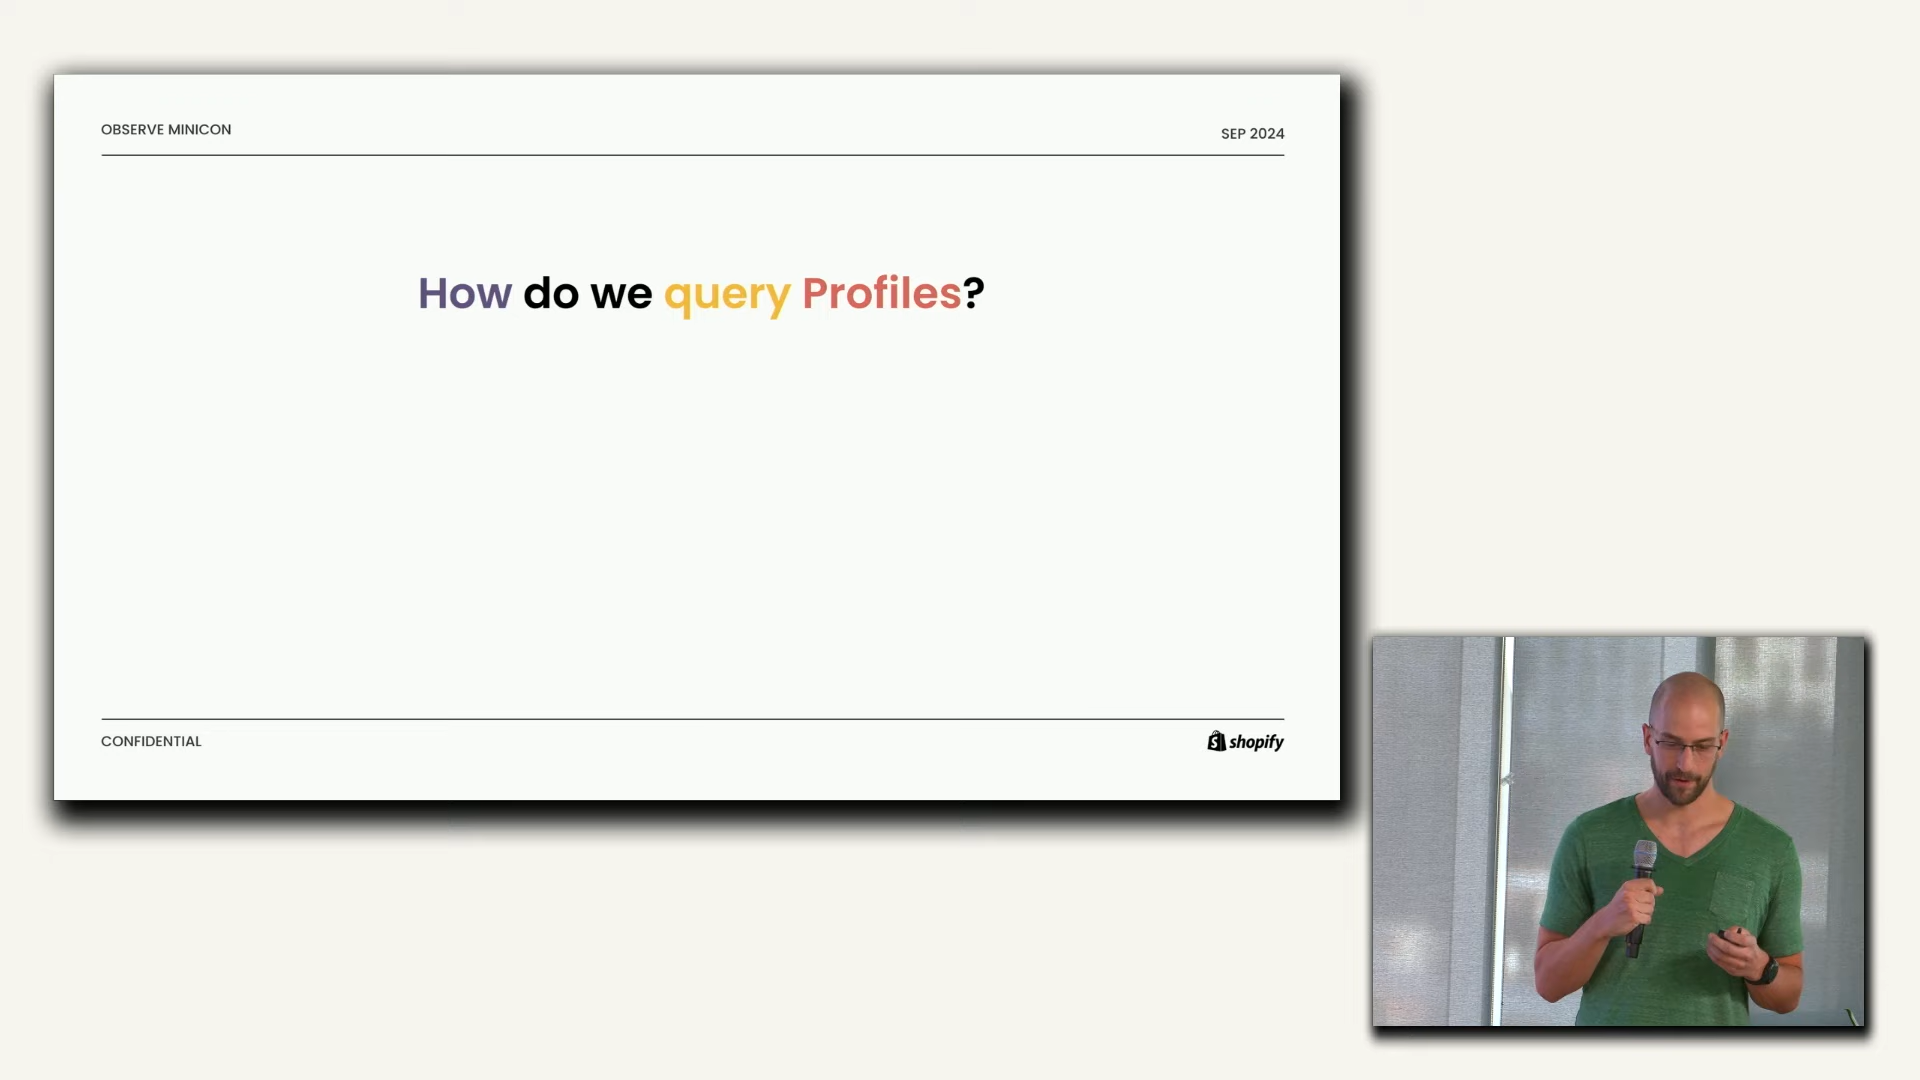 OBSERVE MINICON
SEP 2024
How do we query Profiles?
CONFIDENTIAL
shopify